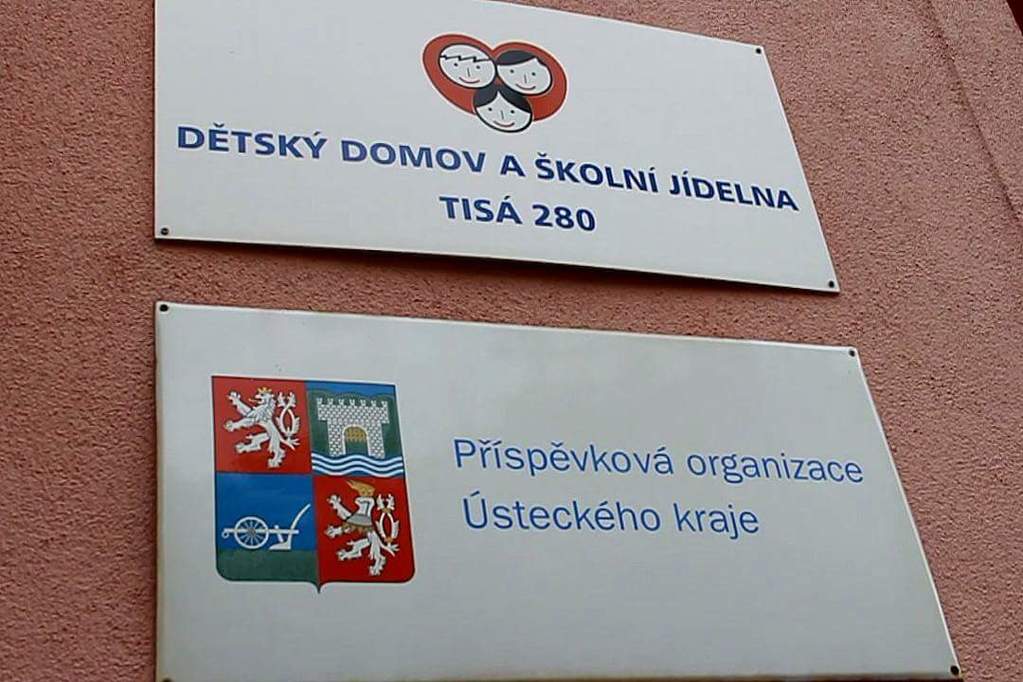 DĚTSKÝ DOMOV A ŠKOLNÍ JÍDELNA
TISÁ 280
Příspěvková organizace
Ústeckého kraje